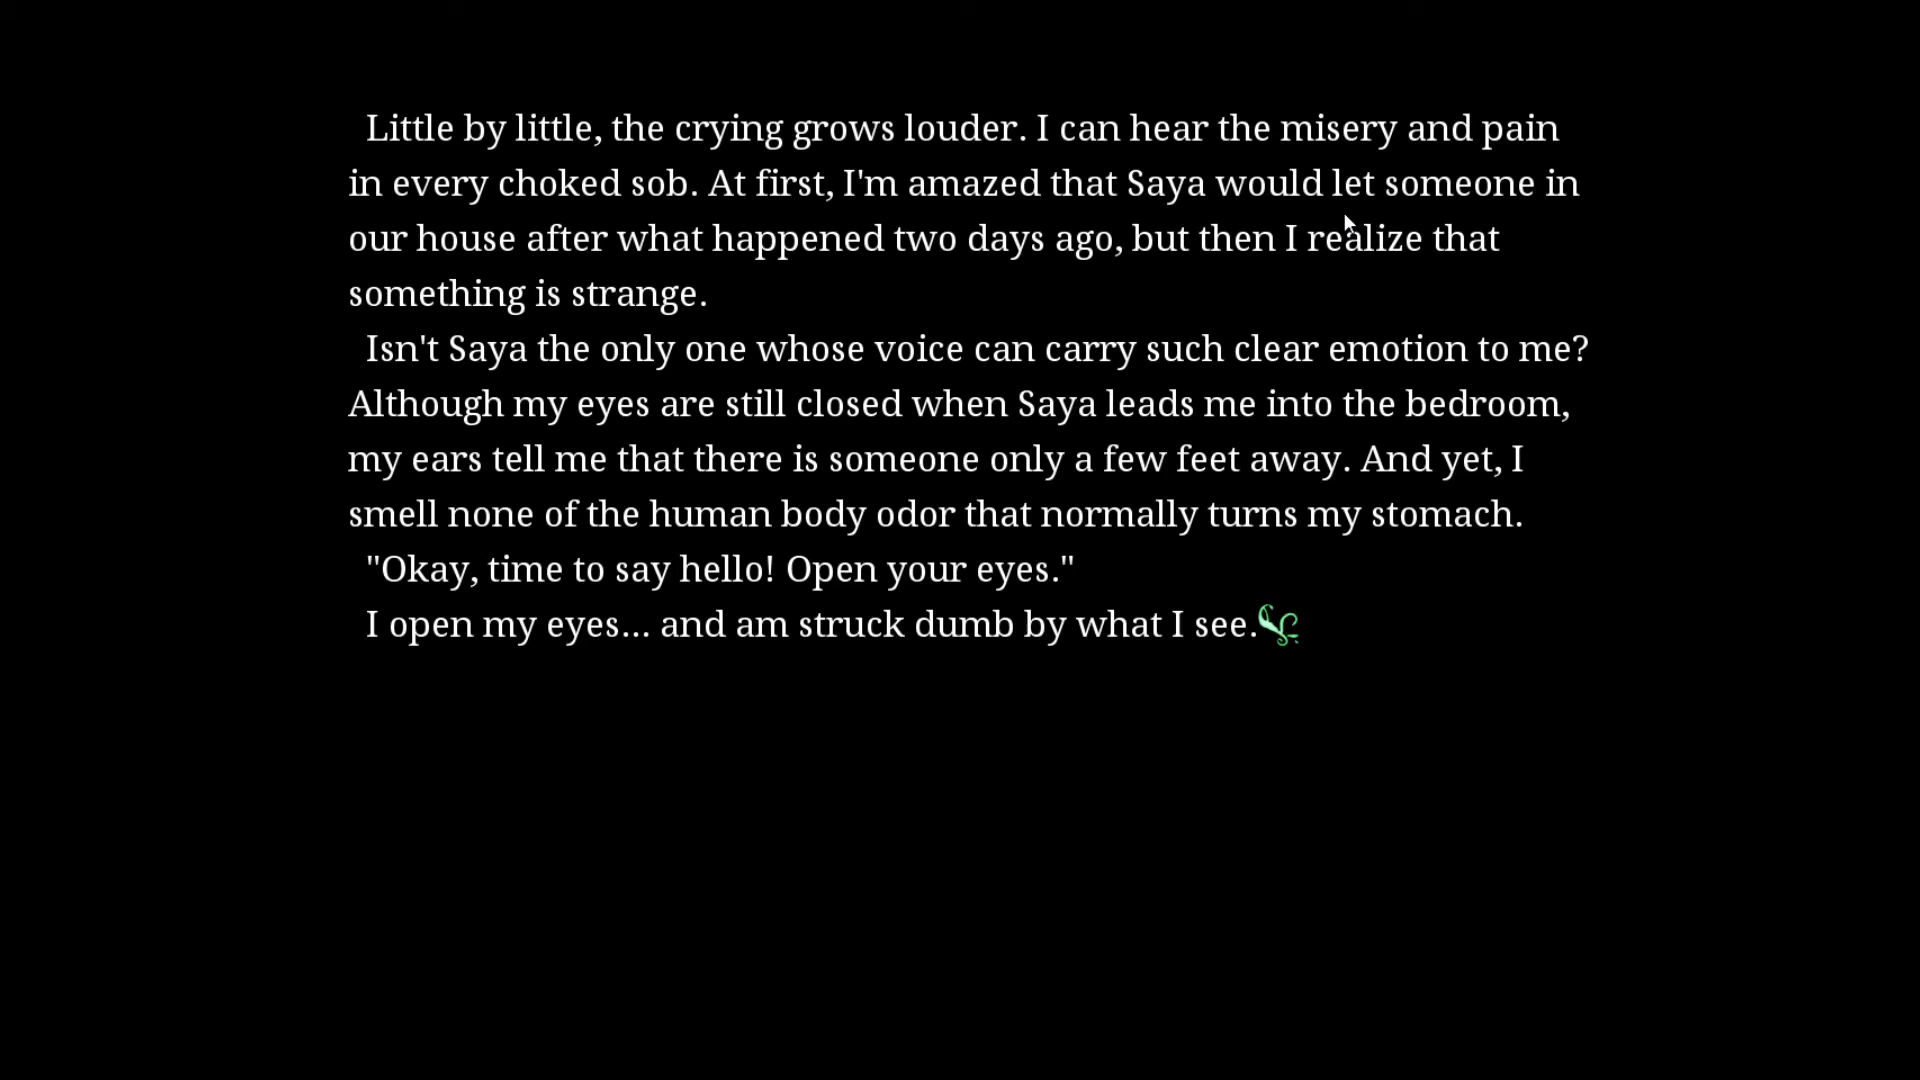 Little by little, the crying grows louder. I can hear the misery and pain
in every choked sob. At first, I'm amazed that Saya would let someone in
our house after what happened two days ago, but then I realize that
something is strange.
Isn't Saya the only one whose voice can carry such clear emotion to me?
Although my eyes are still closed when Saya leads me into the bedroom,
my ears tell me that there is someone only a few feet away. And yet, I
smell none of the human body odor that normally turns my stomach.
"Okay, time to say hello! Open your eyes."
I open my eyes... and am struck dumb by what I see.